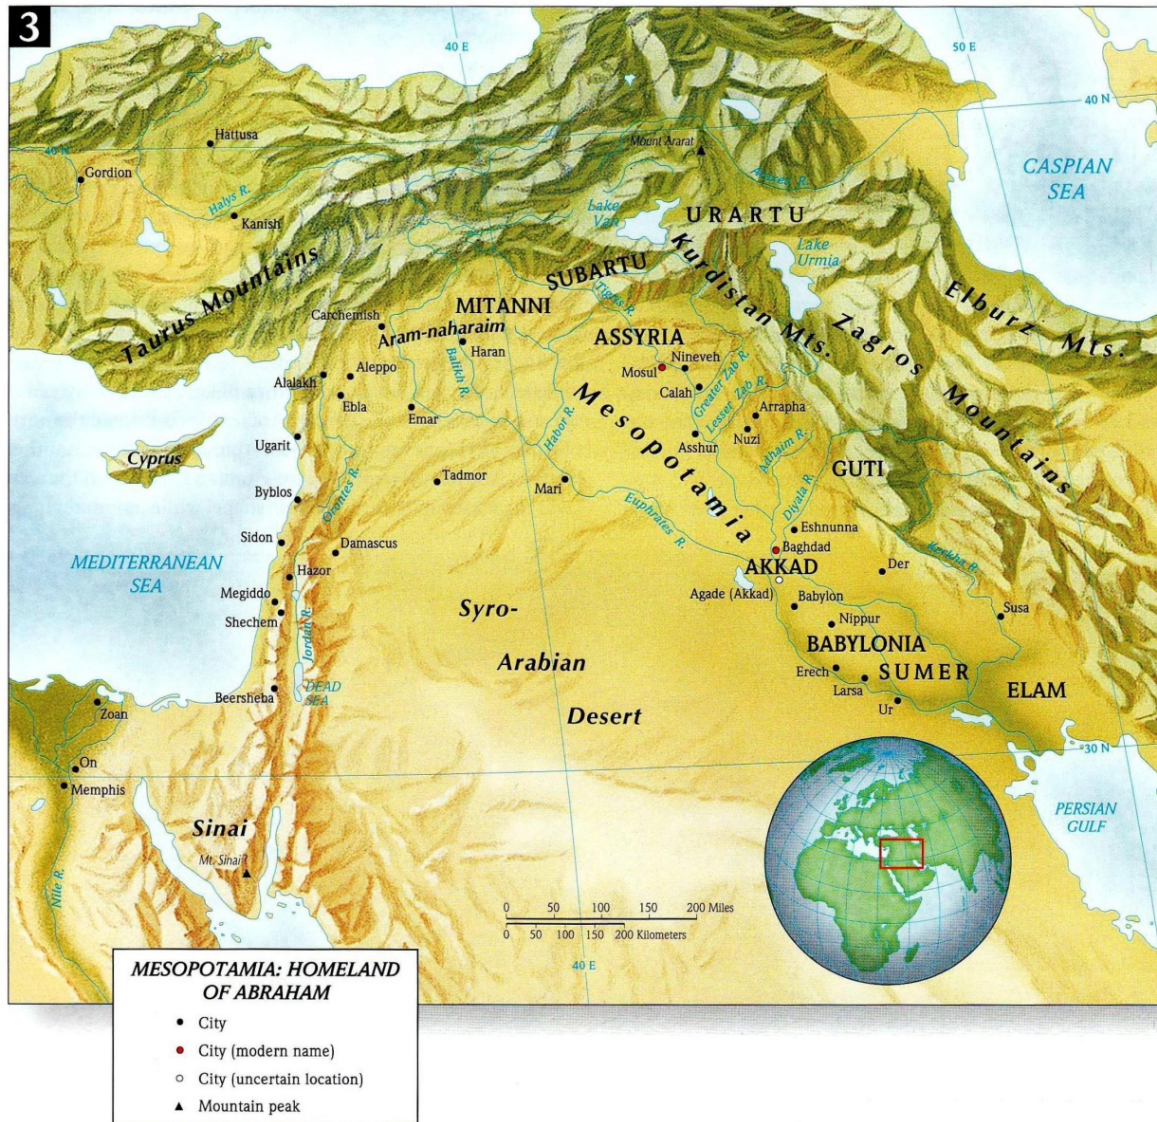 3
40 E
50 E
40 N
40 N
Hattusa
Mount Ararat
Gordion
Araxes R.
CASPIAN
SEA
Halys R.
Kanish
Lake
Van
URARTU
Lake
Urmia
Taurus Mountains
SUBARTU
Kurdistan Mts.
Elburz Mts.
Tigris R.
MITANNI
Zagros Mountains
Carchemish
Aram-naharaim
ASSYRIA
Haran
Balikh R.
Nineveh
Mosul
Aleppo
Alalakh
Calah
Greater Zab R.
Lesser Zab R.
Ebla
Emar
Mesopotamia
Habor R.
Arrapha
Nuzi
Asshur
Adhaim R.
Ugarit
Cyprus
GUTI
Tadmor
Mari
Orontes R.
Byblos
Euphrates R.
Diyala R.
Eshnunna
Sidon
Damascus
Baghdad
MEDITERRANEAN
SEA
Kerkha R.
AKKAD
Der
Hazor
Agade (Akkad)
Megiddo
Babylon
Shechem
Syro-
Arabian
Desert
Susa
Nippur
Jordan R.
BABYLONIA
Erech
SUMER
Larsa
ELAM
Beersheba
DEAD
SEA
Ur
Zoan
30 N
On
Memphis
PERSIAN
GULF
Sinai
Mt. Sinai?
Nile R.
0 50 100 150 200 Miles
0 50 100 150 200 Kilometers
40 E
MESOPOTAMIA: HOMELAND
OF ABRAHAM
City
City (modern name)
City (uncertain location)
Mountain peak